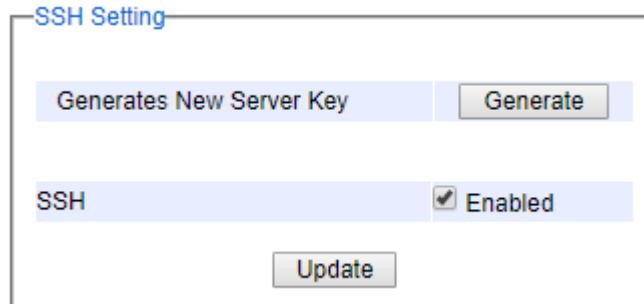 SSH Setting
Generates New Server Key Generate
SSH Enabled
Update